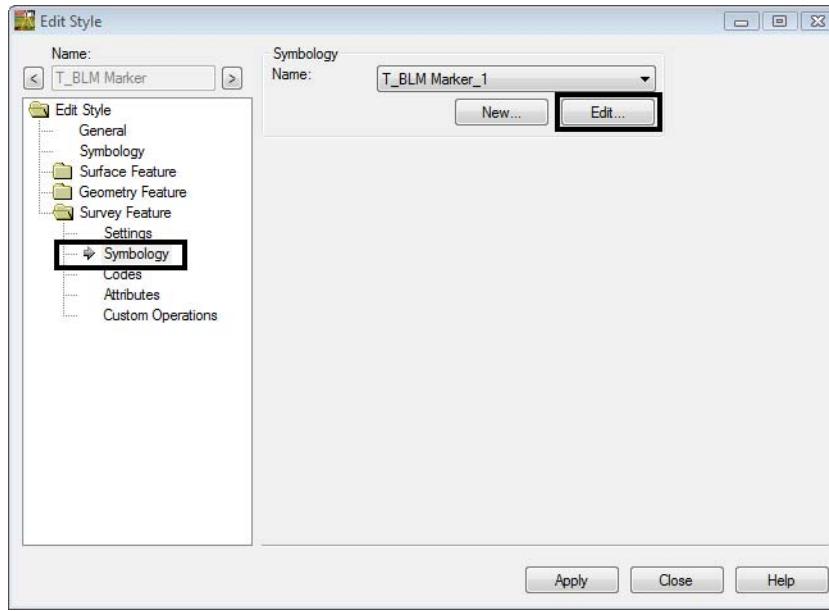 Edit Style
Name:
< T_BLM Marker >
Edit Style
General
Symbology
Surface Feature
Geometry Feature
Survey Feature
Settings
Symbology
Codes
Attributes
Custom Operations
Symbology
Name: T_BLM Marker_1
New... Edit...
Apply Close Help